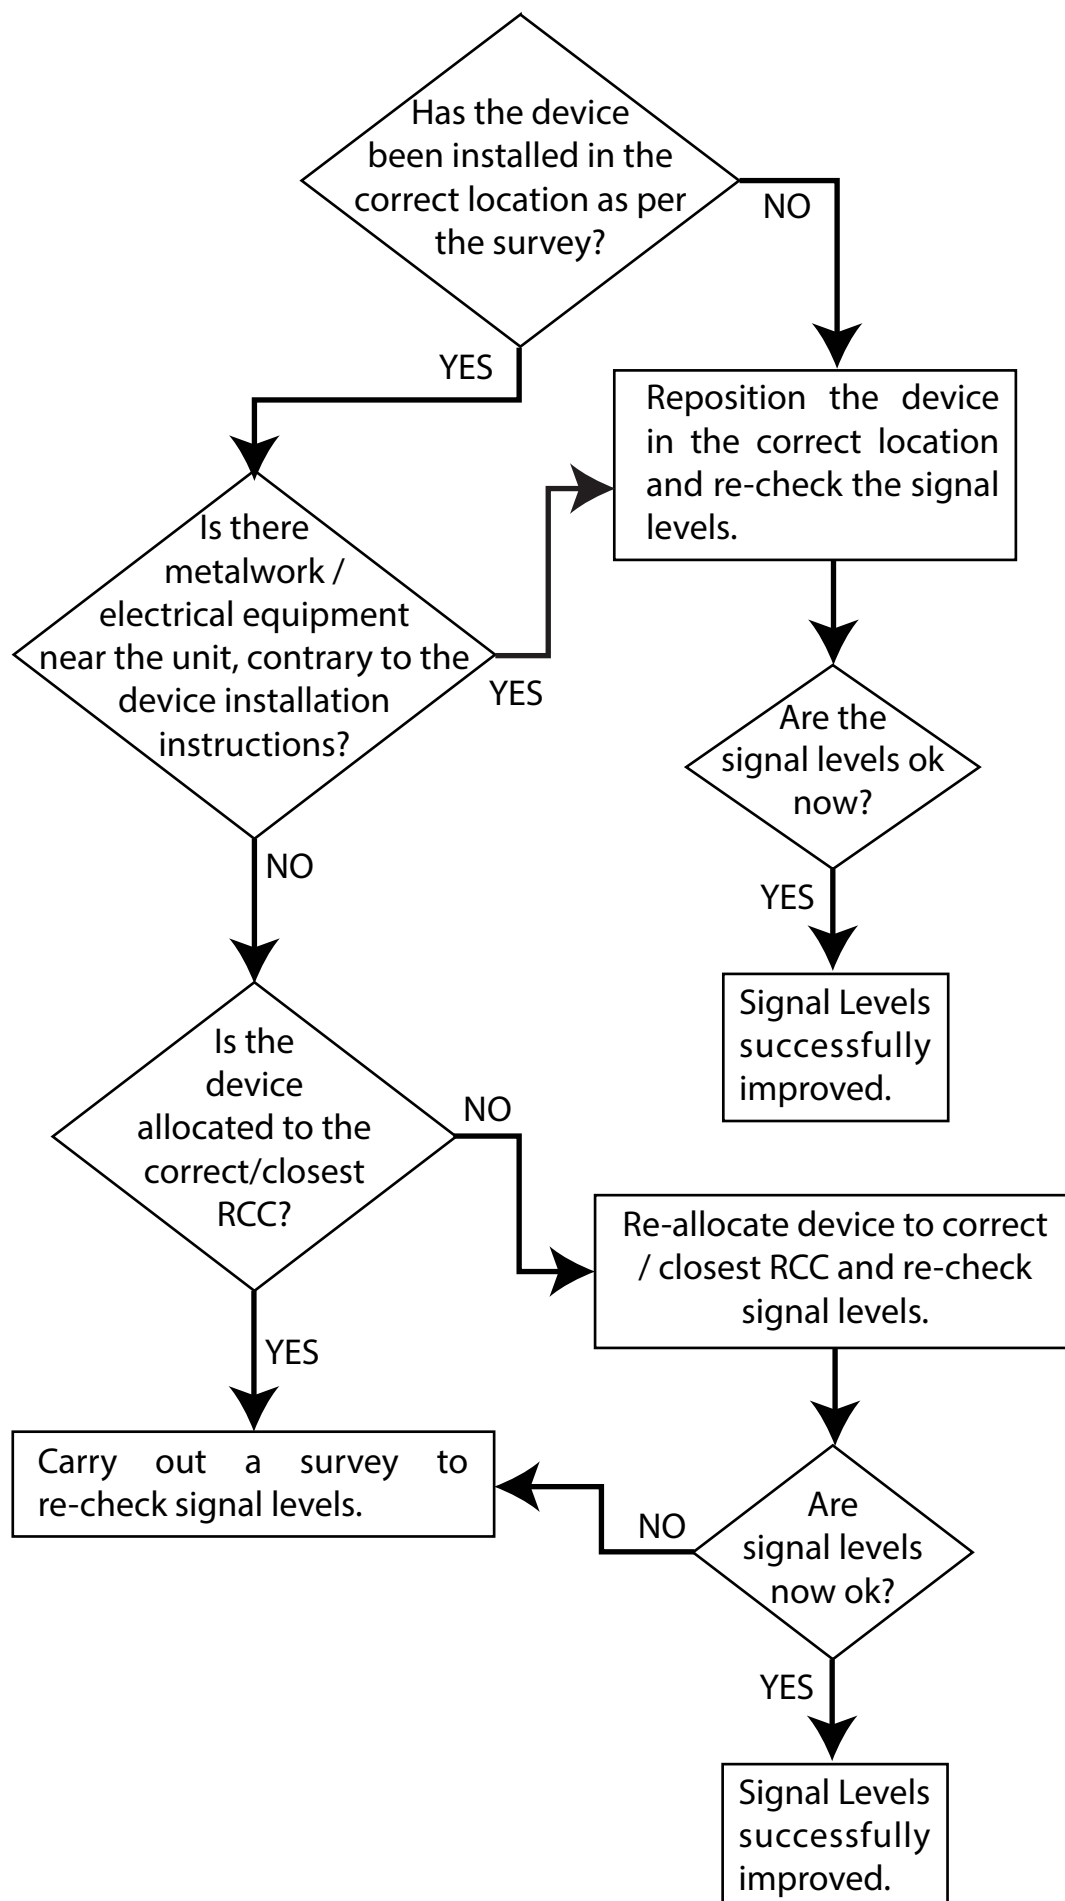 Has the device
been installed in the
correct location as per
the survey?
NO
YES
Reposition the device
in the correct location
and re-check the signal
levels.
Is there
metalwork /
electrical equipment
near the unit, contrary to the
device installation
instructions?
YES
Are the
signal levels ok
now?
NO
YES
Signal Levels
successfully
improved.
Is the
device
allocated to the
correct/closest
RCC?
NO
Re-allocate device to correct
/ closest RCC and re-check
signal levels.
YES
Carry out a survey to
re-check signal levels.
Are
signal levels
now ok?
NO
YES
Signal Levels
successfully
improved.